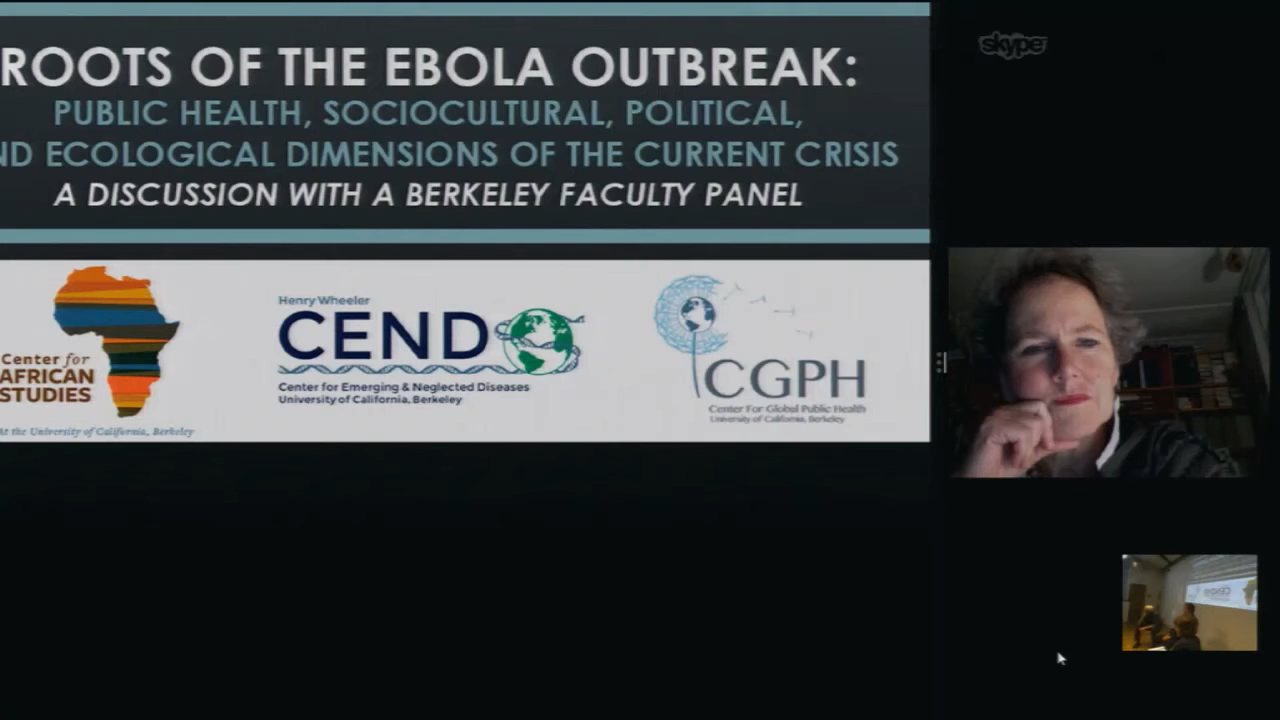 ROOTS OF THE EBOLA OUTBREAK:
PUBLIC HEALTH, SOCIOCULTURAL, POLITICAL,
ND ECOLOGICAL DIMENSIONS OF THE CURRENT CRISIS
A DISCUSSION WITH A BERKELEY FACULTY PANEL
skype
Center for
AFRICAN
STUDIES
At the University of California, Berkeley
Henry Wheeler
CEND
Center for Emerging & Neglected Diseases
University of California, Berkeley
CGPH
Center For Global Public Health
University of California, Berkeley